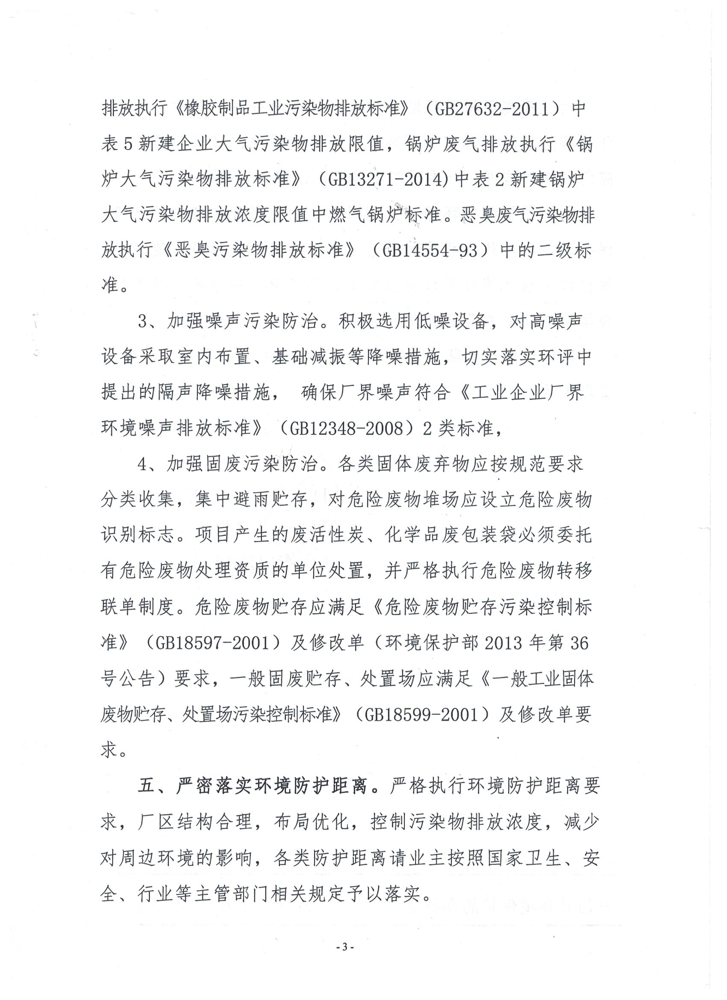 排放执行《橡胶制品工业污染物排放标准》（GB27632-2011）中
表 5 新建企业大气污染物排放限值，锅炉废气排放执行《锅
炉大气污染物排放标准》（GB13271-2014)中表 2 新建锅炉
大气污染物排放浓度限值中燃气锅炉标准。恶臭废气污染物排
放执行《恶臭污染物排放标准》（GB14554-93）中的二级标
准。
3、加强噪声污染防治。积极选用低噪设备，对高噪声
设备采取室内布置、基础减振等降噪措施，切实落实环评中
提出的隔声降噪措施， 确保厂界噪声符合《工业企业厂界
环境噪声排放标准》（GB12348-2008）2 类标准，
4、加强固废污染防治。各类固体废弃物应按规范要求
分类收集，集中避雨贮存，对危险废物堆场应设立危险废物
识别标志。项目产生的废活性炭、化学品废包装袋必须委托
有危险废物处理资质的单位处置，并严格执行危险废物转移
联单制度。危险废物贮存应满足《危险废物贮存污染控制标
准》（GB18597-2001）及修改单（环境保护部 2013 年第 36
号公告）要求，一般固废贮存、处置场应满足《一般工业固体
废物贮存、处置场污染控制标准》（GB18599-2001）及修改单要
求。
五、严密落实环境防护距离。严格执行环境防护距离要
求，厂区结构合理，布局优化，控制污染物排放浓度，减少
对周边环境的影响，各类防护距离请业主按照国家卫生、安
全、行业等主管部门相关规定予以落实。
- 3 -